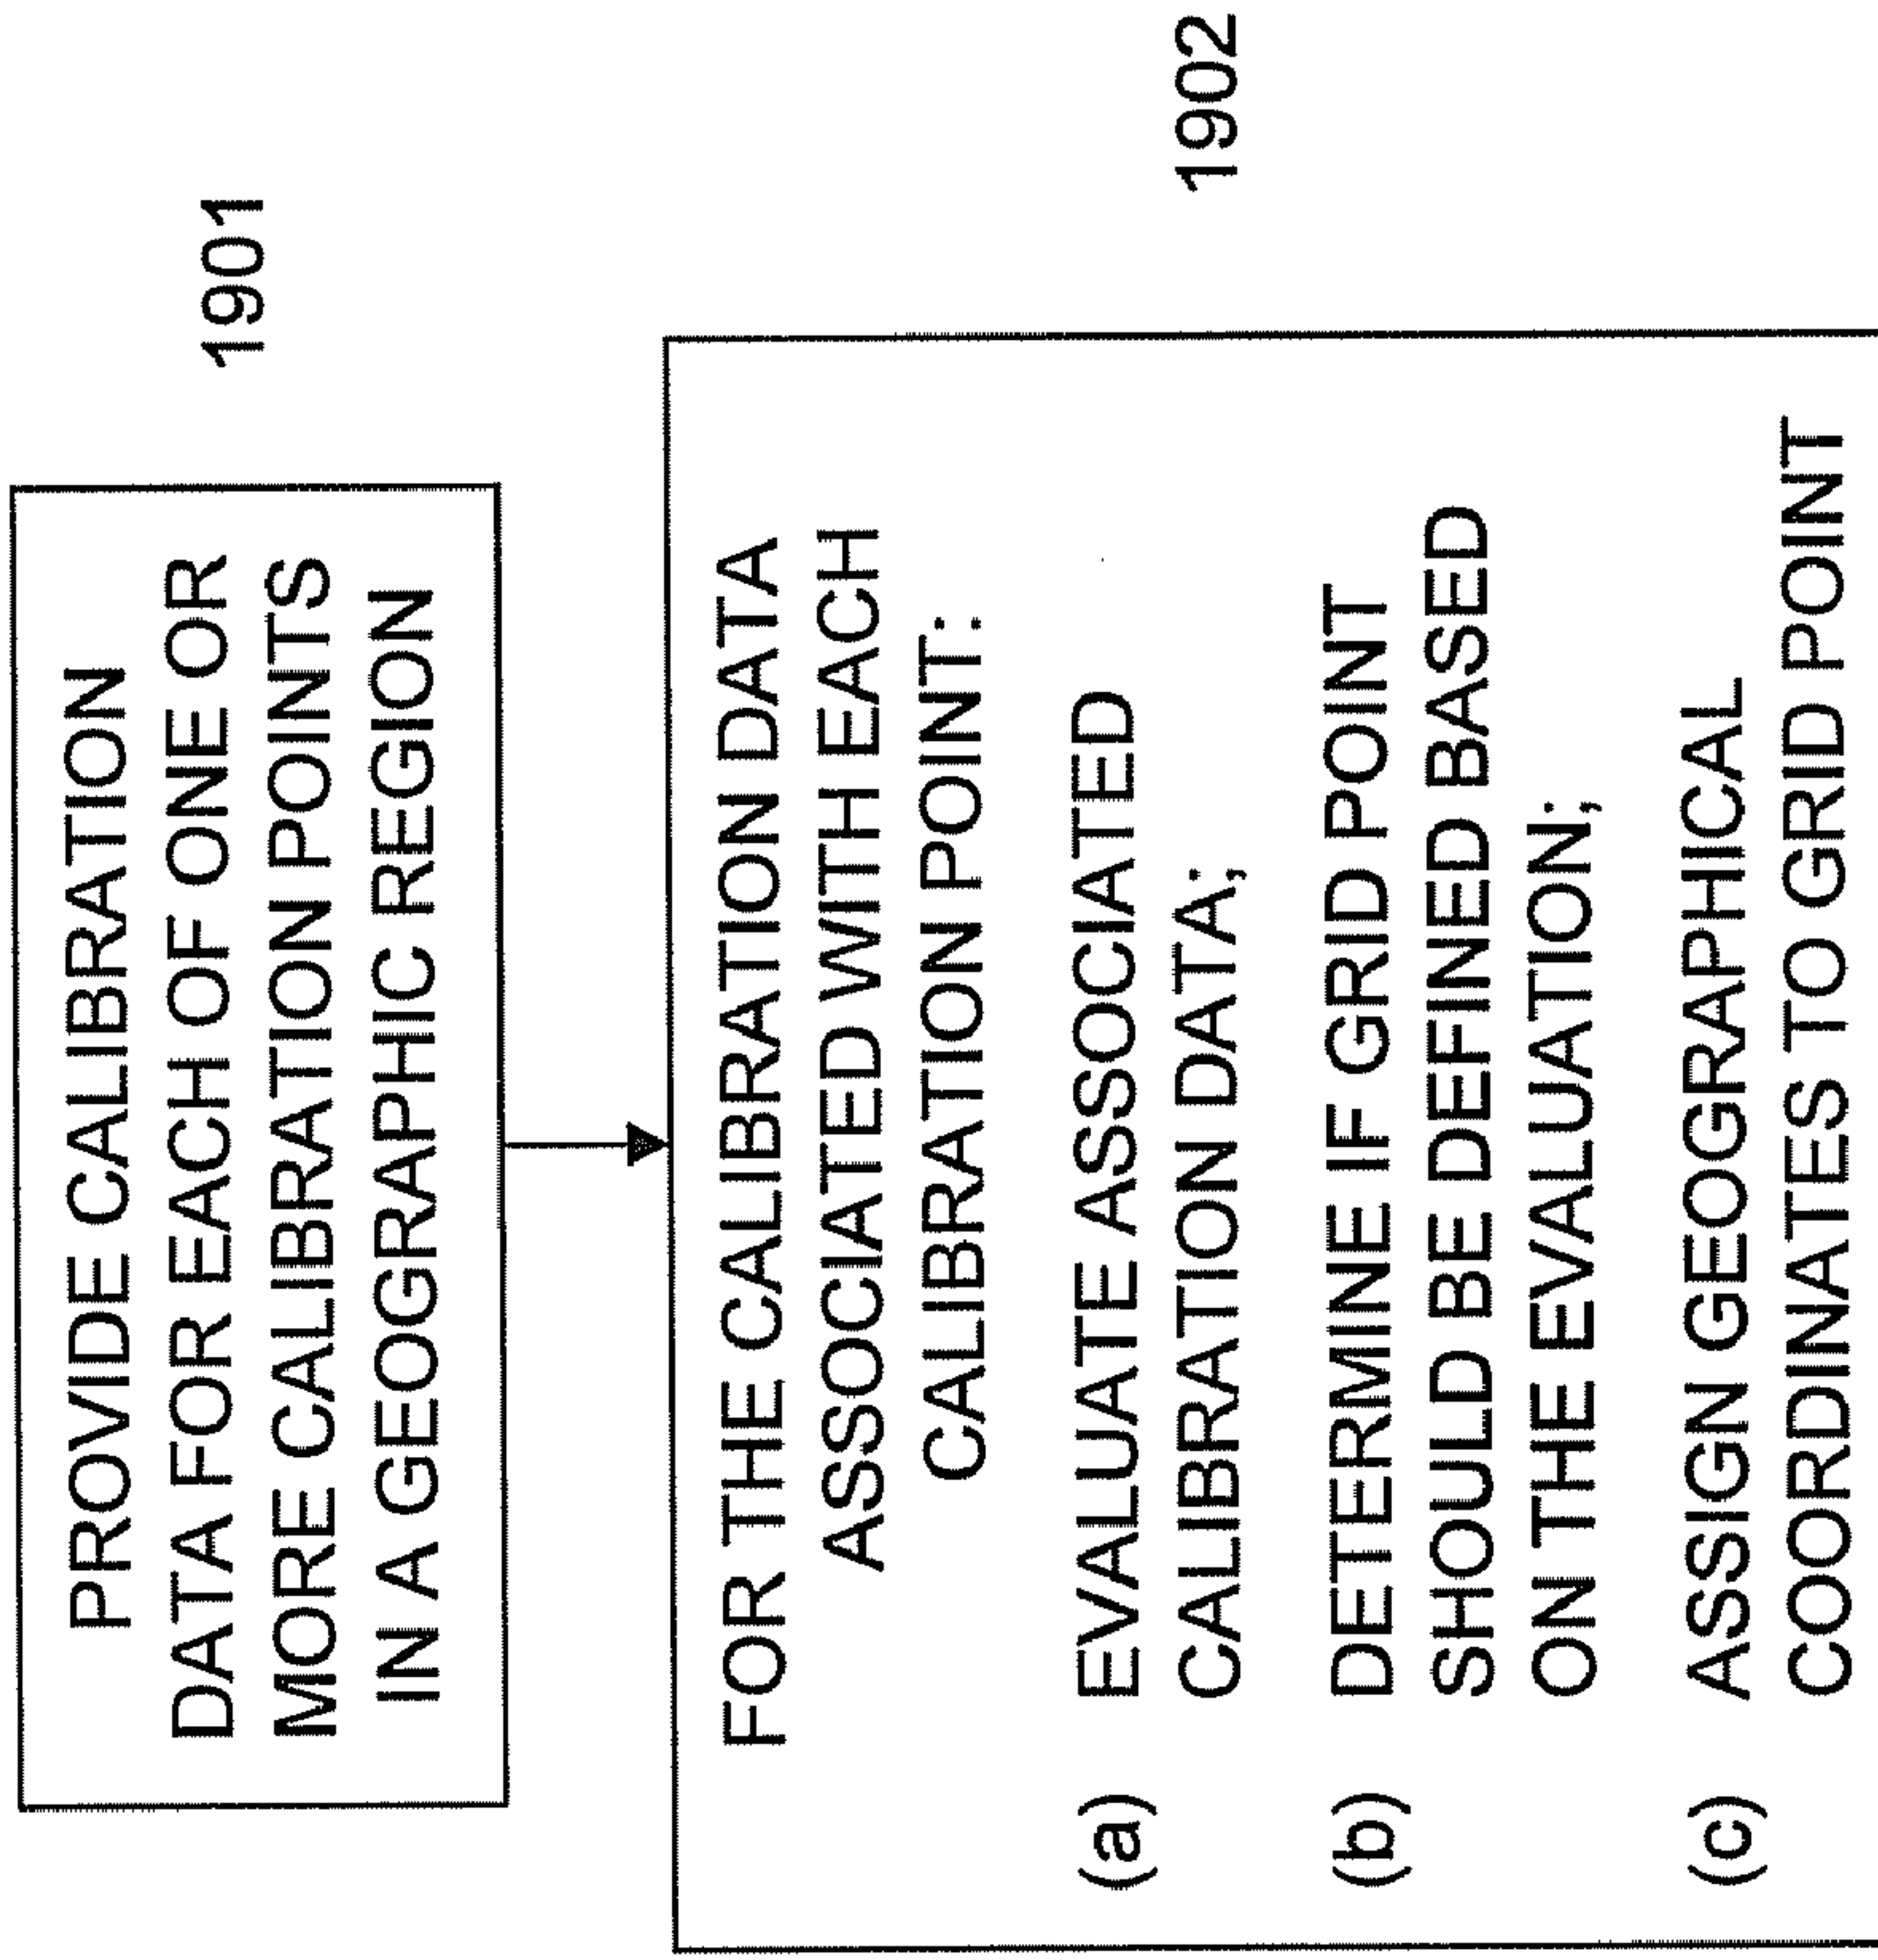 PROVIDE CALIBRATION
DATA FOR EACH OF ONE OR
MORE CALIBRATION POINTS
IN A GEOGRAPHIC REGION
1901
FOR THE CALIBRATION DATA
ASSOCIATED WITH EACH
CALIBRATION POINT:
(a) EVALUATE ASSOCIATED
CALIBRATION DATA;
(b) DETERMINE IF GRID POINT
SHOULD BE DEFINED BASED
ON THE EVALUATION;
(c) ASSIGN GEOGRAPHICAL
COORDINATES TO GRID POINT
1902